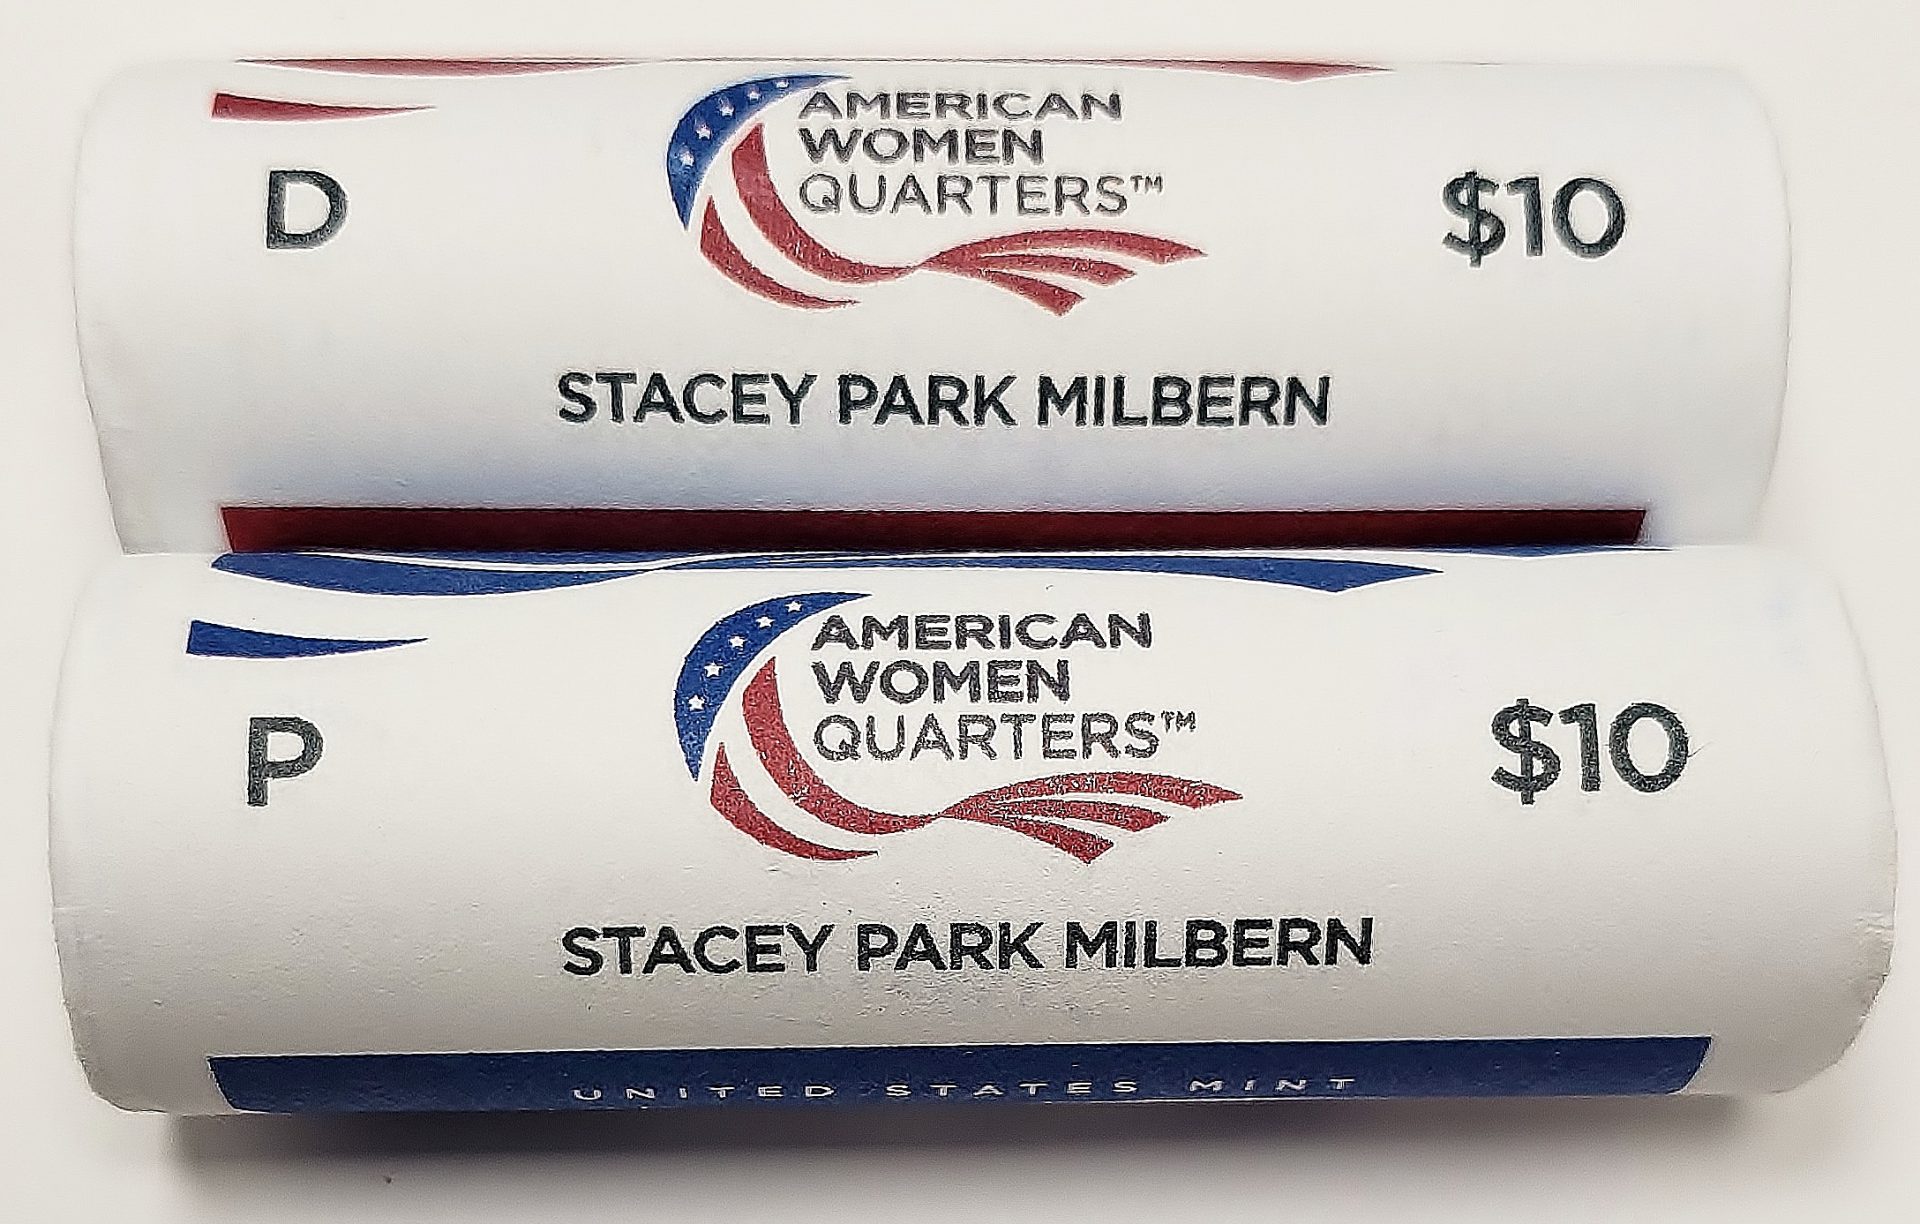 AMERICAN
WOMEN
QUARTERS™
D
$10
STACEY PARK MILBERN
AMERICAN
WOMEN
QUARTERS™
P
$10
STACEY PARK MILBERN
UNITED STATES MINT